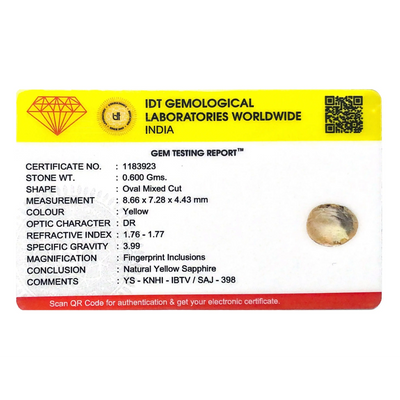 IDT GEMOLOGICAL
LABORATORIES WORLDWIDE
INDIA
GEM TESTING REPORT™
CERTIFICATE NO. : 1183923
STONE WT. : 0.600 Gms.
SHAPE : Oval Mixed Cut
MEASUREMENT : 8.66 x 7.28 x 4.43 mm
COLOUR : Yellow
OPTIC CHARACTER : DR
REFRACTIVE INDEX : 1.76 - 1.77
SPECIFIC GRAVITY : 3.99
MAGNIFICATION : Fingerprint Inclusions
CONCLUSION : Natural Yellow Sapphire
COMMENTS : YS - KNHI - IBTV / SAJ - 398
Scan QR Code for authentication & get your electronic certificate.